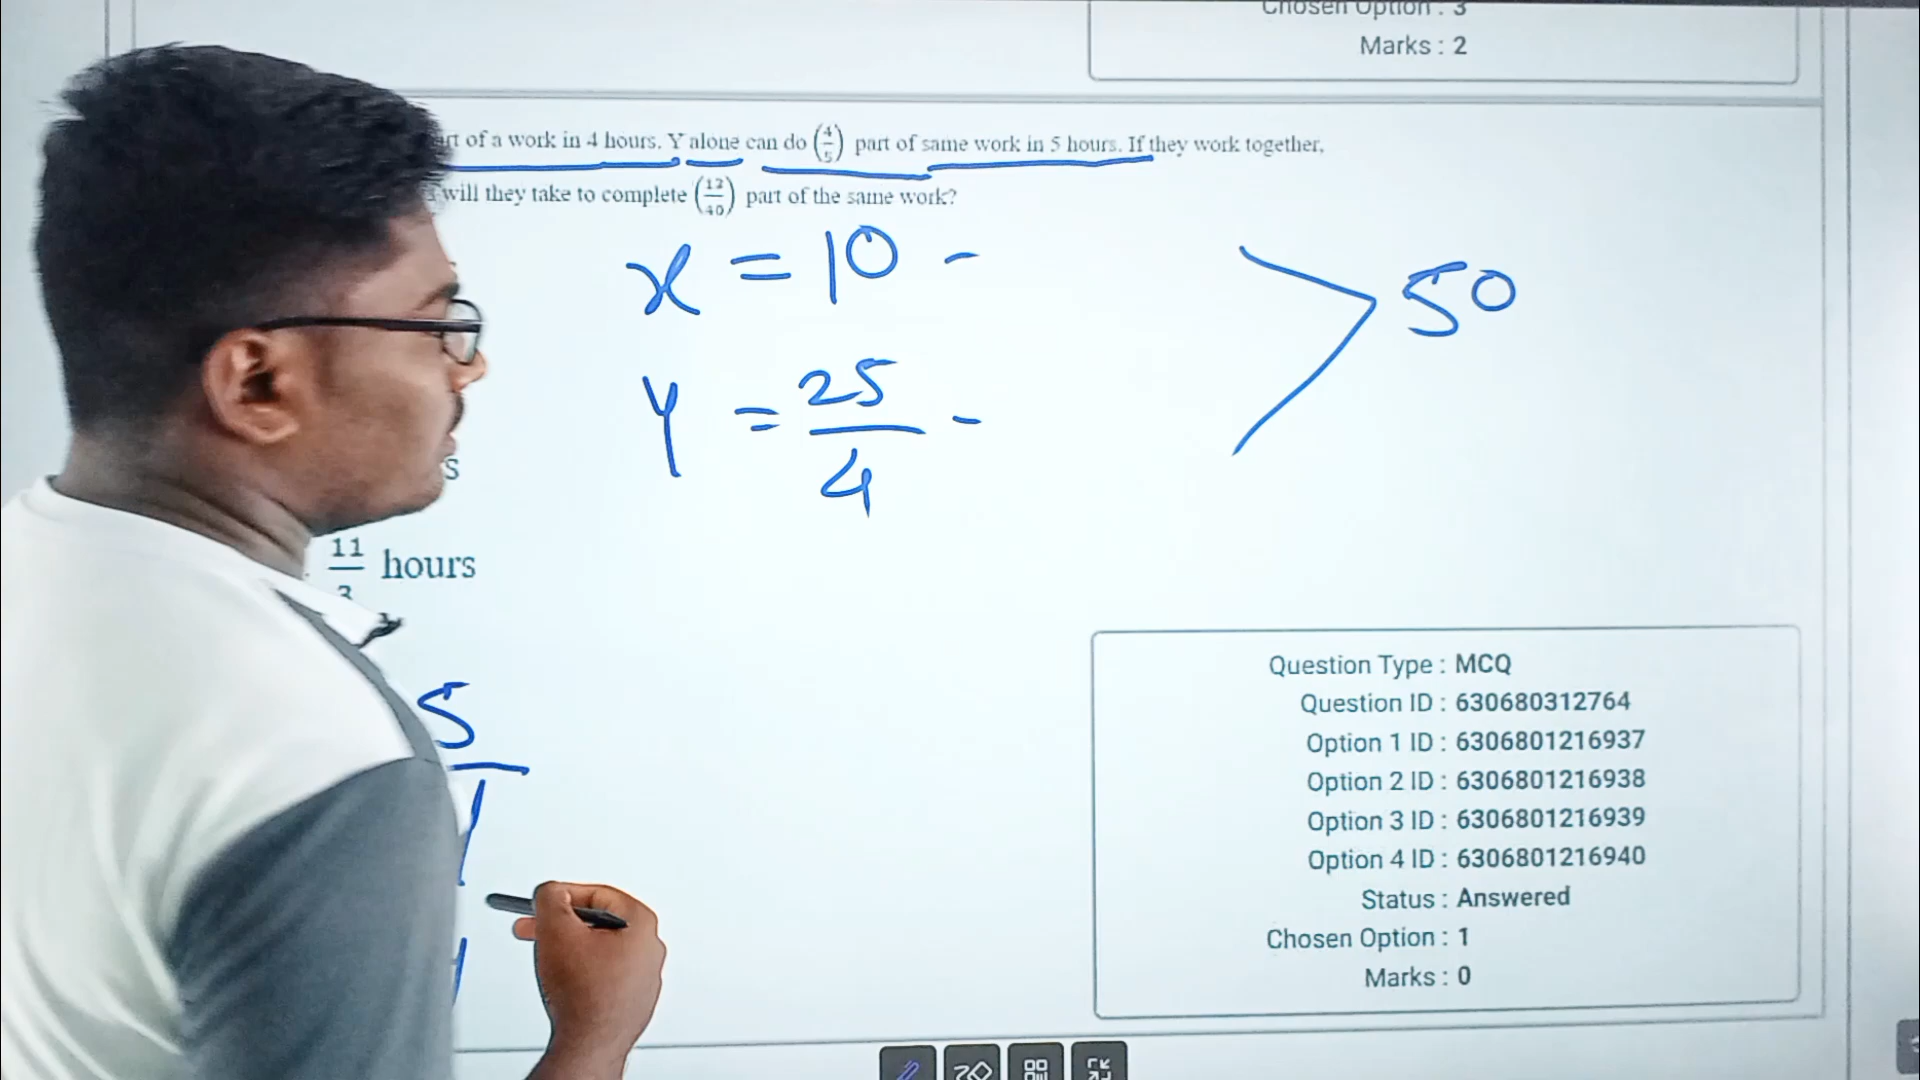 Chosen Option : 3
Marks : 2
part of a work in 4 hours. Y alone can do (4/5) part of same work in 5 hours. If they work together,
will they take to complete (12/40) part of the same work?
x = 10 -
50
Y = 25/4 -
s
11/3 hours
5
Question Type : MCQ
Question ID : 630680312764
Option 1 ID : 6306801216937
Option 2 ID : 6306801216938
Option 3 ID : 6306801216939
Option 4 ID : 6306801216940
Status : Answered
Chosen Option : 1
Marks : 0